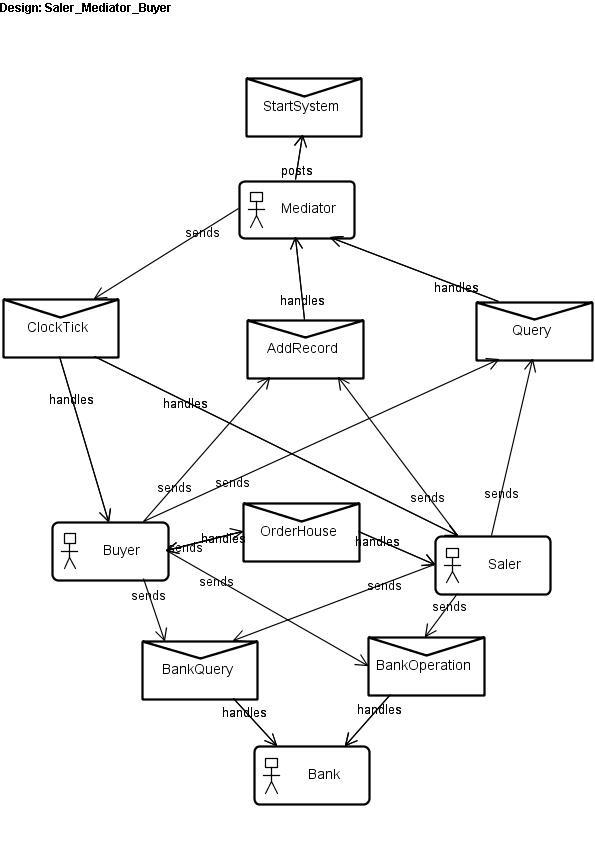 Design: Saler_Mediator_Buyer
StartSystem
posts
Mediator
sends
handles
handles
ClockTick
AddRecord
Query
handles
handles
sends
sends
sends
sends
OrderHouse
Buyer
sends
handles
handles
Saler
sends
sends
sends
sends
BankQuery
BankOperation
handles
handles
Bank